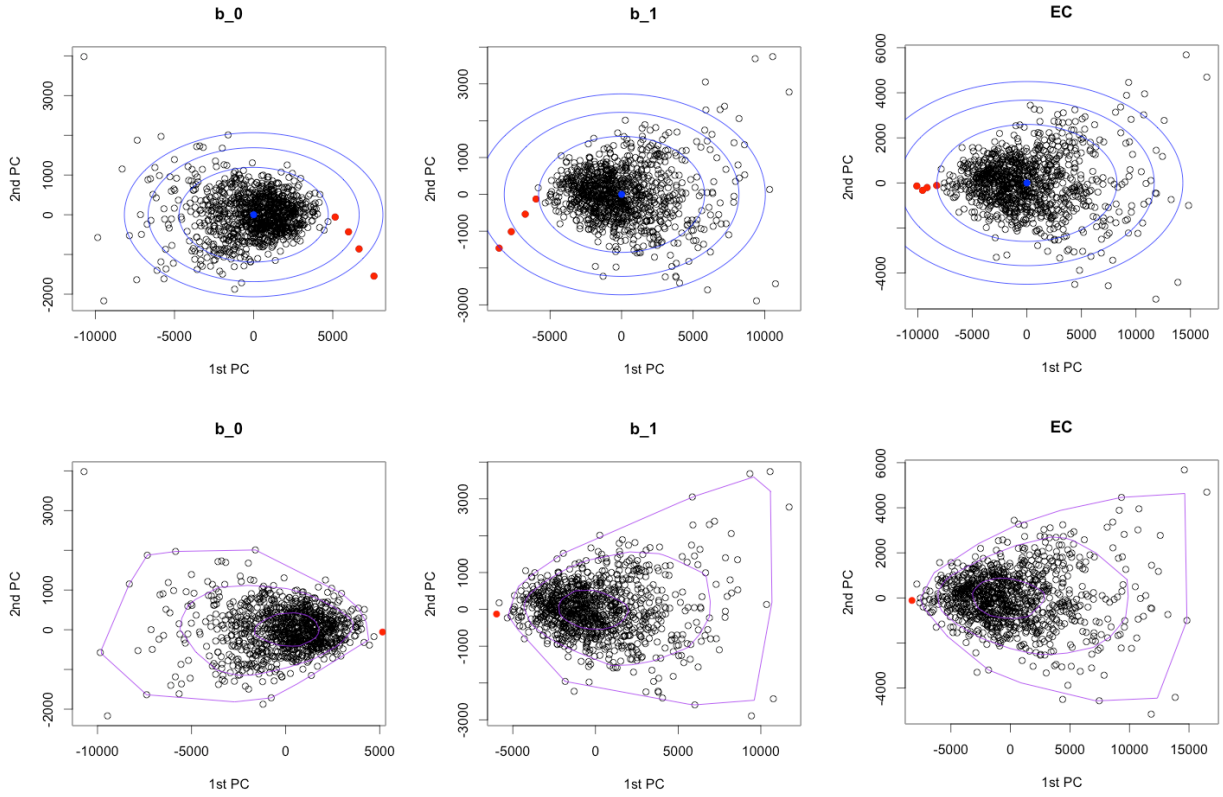 b_0
b_1
EC
2nd PC
-2000 0 1000 3000
-10000 -5000 0 5000
1st PC
2nd PC
-3000 -1000 0 1000 3000
-5000 0 5000 10000
1st PC
2nd PC
-4000 0 2000 4000 6000
-10000 -5000 0 5000 10000 15000
1st PC
b_0
b_1
EC
2nd PC
-2000 0 1000 3000
-10000 -5000 0 5000
1st PC
2nd PC
-3000 -1000 0 1000 3000
-5000 0 5000 10000
1st PC
2nd PC
-4000 0 2000 4000 6000
-5000 0 5000 10000 15000
1st PC